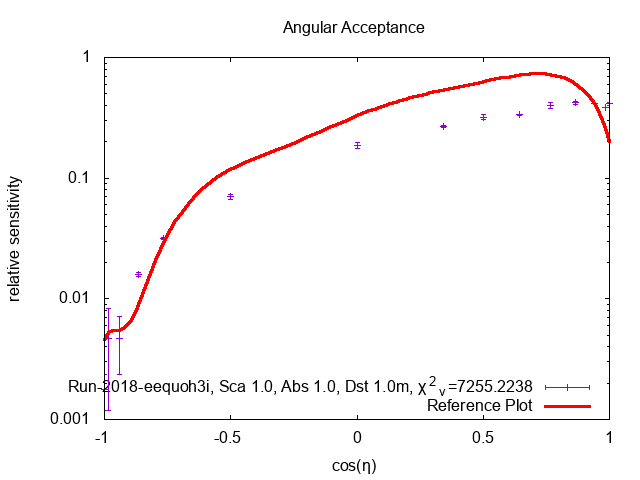 Angular Acceptance
1
0.1
0.01
0.001
relative sensitivity
Run-2018-eequoh3i, Sca 1.0, Abs 1.0, Dst 1.0m, χ²ᵥ=7255.2238
Reference Plot
-1 -0.5 0 0.5 1
cos(η)